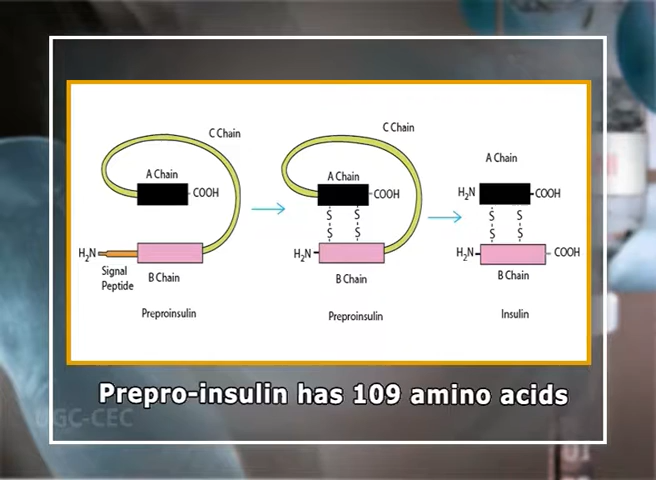 C Chain
A Chain
COOH
H₂N
Signal
Peptide
B Chain
Preproinsulin
C Chain
A Chain
COOH
S S
S S
H₂N
B Chain
Preproinsulin
A Chain
H₂N
COOH
S S
S S
H₂N
COOH
B Chain
Insulin
Prepro-insulin has 109 amino acids
UGC-CEC